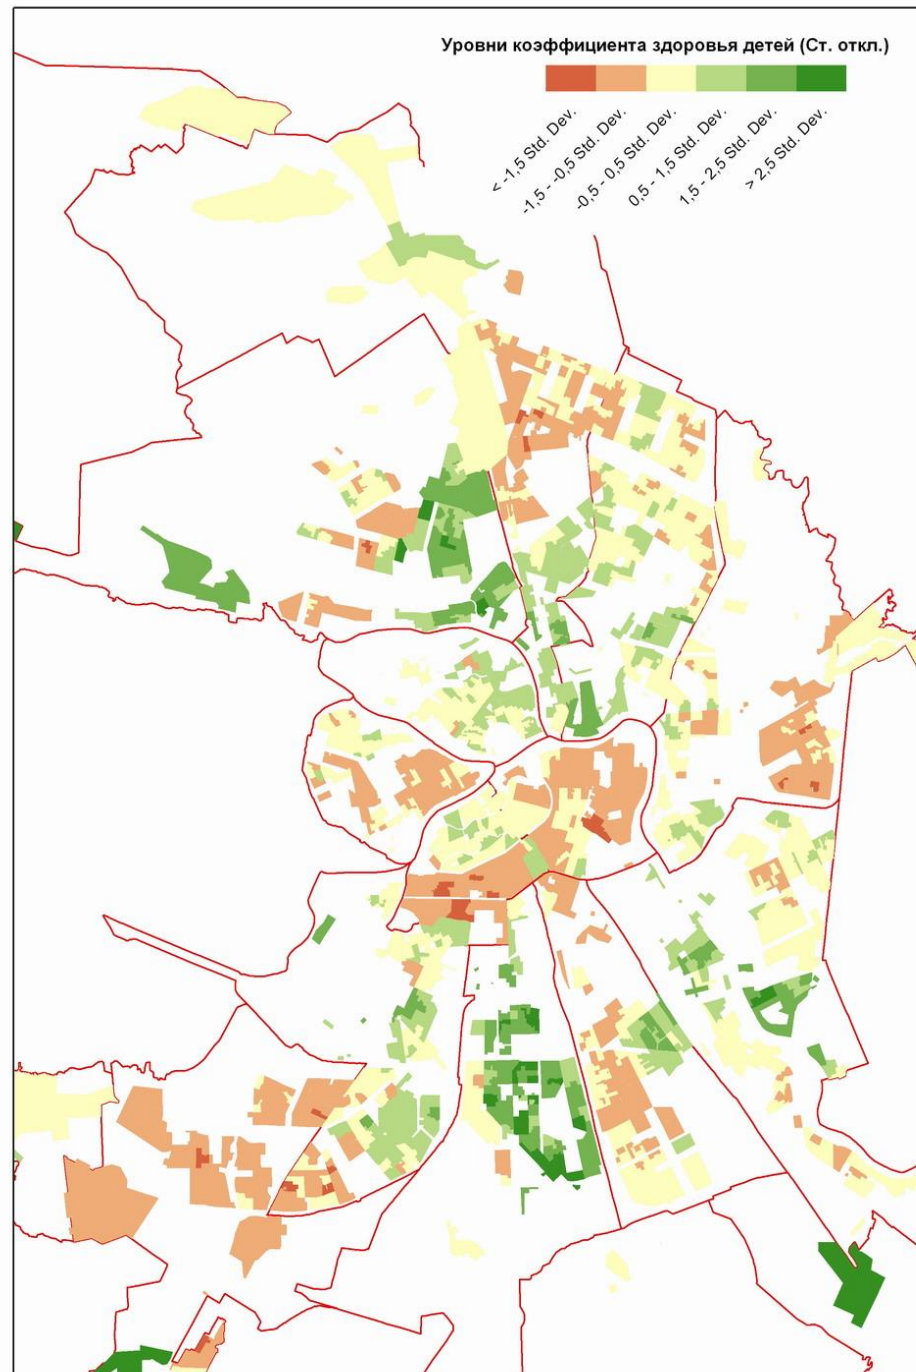 Уровни коэффициента здоровья детей (Ст. откл.)
< -1,5 Std. Dev.
-1,5 - -0,5 Std. Dev.
-0,5 - 0,5 Std. Dev.
0,5 - 1,5 Std. Dev.
1,5 - 2,5 Std. Dev.
> 2,5 Std. Dev.